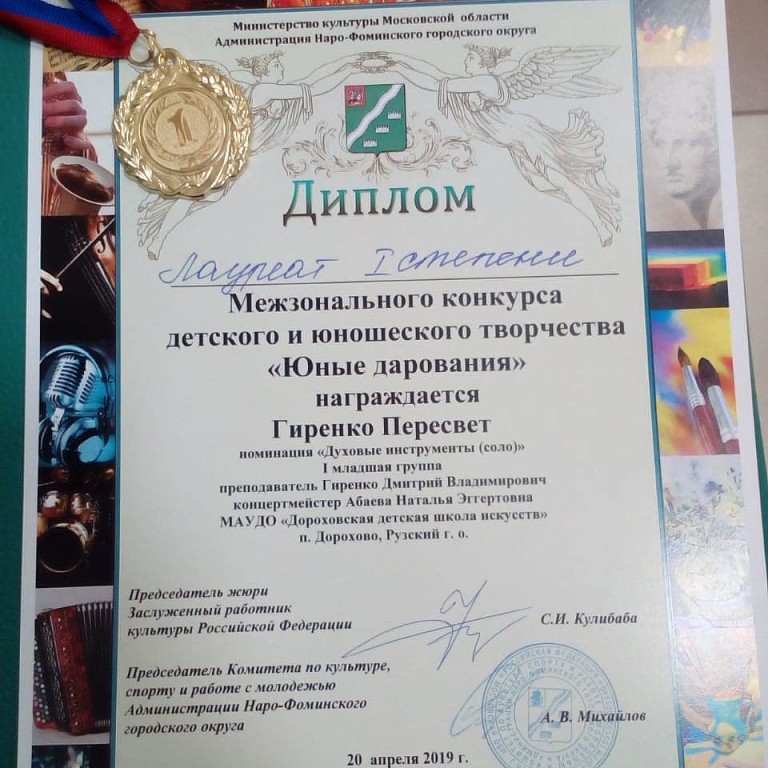 Министерство культуры Московской области
Администрация Наро-Фоминского городского округа
1
Диплом
Лауреат I степени
Межзонального конкурса
детского и юношеского творчества
«Юные дарования»
награждается
Гиренко Пересвет
номинация «Духовые инструменты (соло)»
I младшая группа
преподаватель Гиренко Дмитрий Владимирович
концертмейстер Абаева Наталья Эггертовна
МАУДО «Дороховская детская школа искусств»
п. Дорохово, Рузский г. о.
Председатель жюри
Заслуженный работник
культуры Российской Федерации
С.И. Кулибаба
Председатель Комитета по культуре,
спорту и работе с молодежью
Администрации Наро-Фоминского
городского округа
А. В. Михайлов
20 апреля 2019 г.